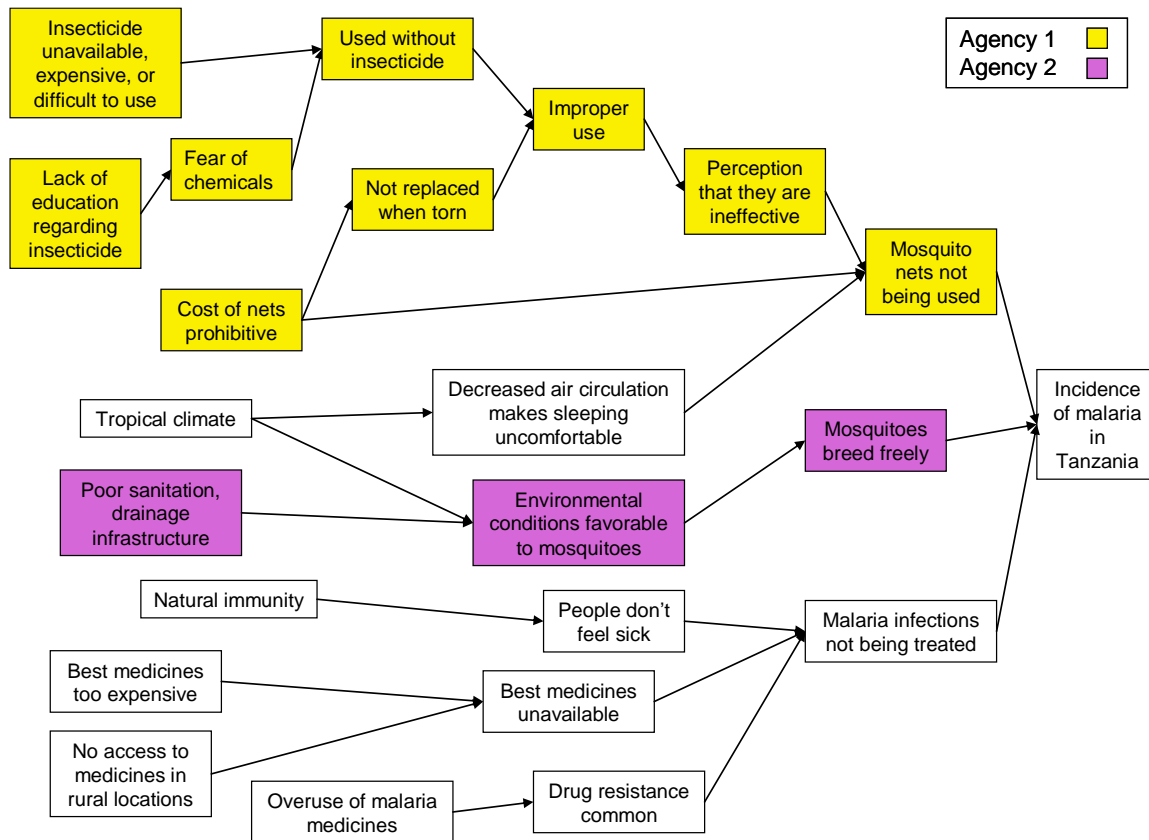 Insecticide
unavailable,
expensive, or
difficult to use
Used without
insecticide
Agency 1
Agency 2
Improper
use
Fear of
chemicals
Lack of
education
regarding
insecticide
Not replaced
when torn
Perception
that they are
ineffective
Mosquito
nets not
being used
Cost of nets
prohibitive
Tropical climate
Decreased air circulation
makes sleeping
uncomfortable
Incidence
of malaria
in
Tanzania
Mosquitoes
breed freely
Poor sanitation,
drainage
infrastructure
Environmental
conditions favorable
to mosquitoes
Natural immunity
People don’t
feel sick
Malaria infections
not being treated
Best medicines
too expensive
Best medicines
unavailable
No access to
medicines in
rural locations
Overuse of malaria
medicines
Drug resistance
common